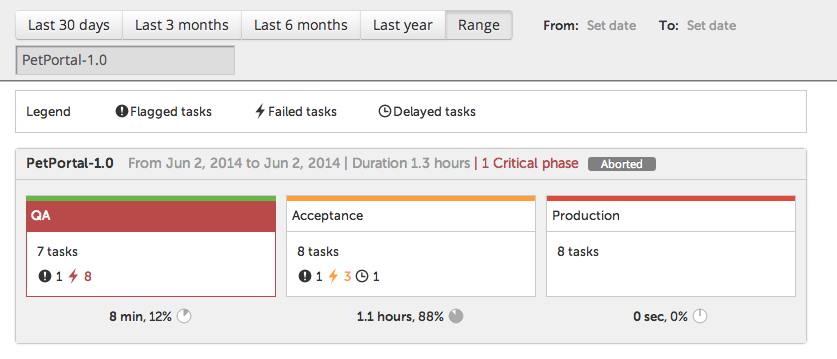 Last 30 days Last 3 months Last 6 months Last year Range From: Set date To: Set date
PetPortal-1.0
Legend Flagged tasks Failed tasks Delayed tasks
PetPortal-1.0 From Jun 2, 2014 to Jun 2, 2014 | Duration 1.3 hours | 1 Critical phase Aborted
QA Acceptance Production
7 tasks 8 tasks 8 tasks
1 8 1 3 1
8 min, 12% 1.1 hours, 88% 0 sec, 0%